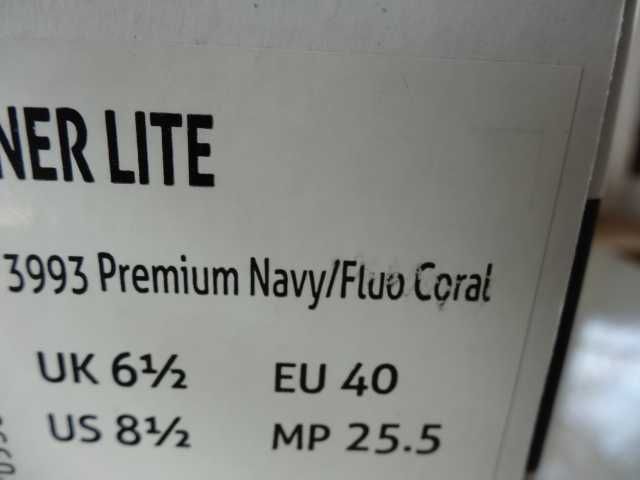 NER LITE
3993 Premium Navy/Fluo Coral
UK 6½ EU 40
US 8½ MP 25.5